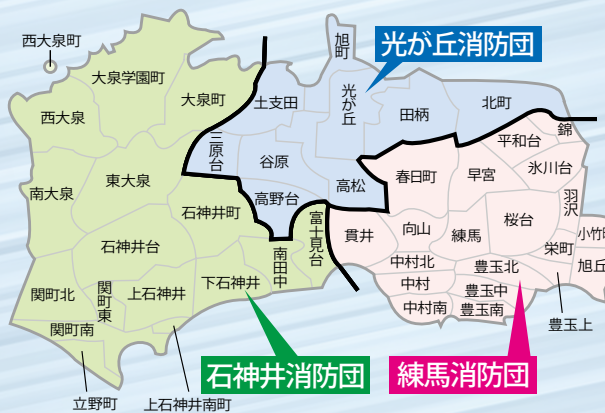 西大泉町
旭町
光が丘消防団
大泉学園町
大泉町
土支田
光が丘
田柄
北町
西大泉
三原台
平和台
錦
谷原
春日町
早宮
氷川台
南大泉
東大泉
高野台
高松
羽沢
石神井町
富士見台
貫井
向山
練馬
桜台
小竹町
石神井台
南田中
中村北
豊玉北
栄町
旭丘
関町北
関町東
上石神井
下石神井
中村
豊玉中
関町南
中村南
豊玉南
豊玉上
石神井消防団
練馬消防団
立野町
上石神井南町